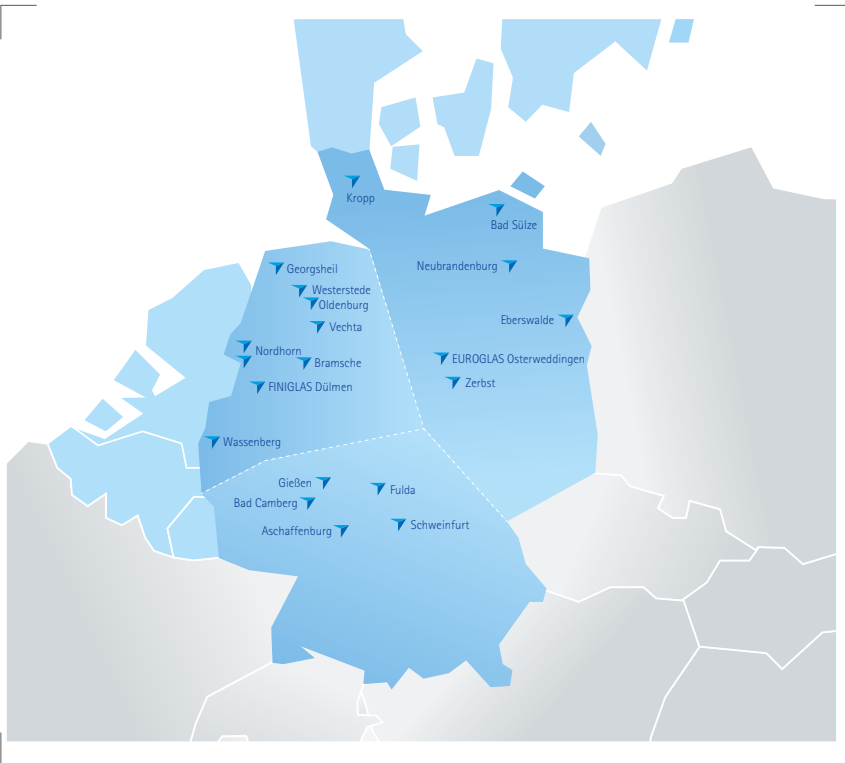 Kropp
Bad Sülze
Neubrandenburg
Georgsheil
Westerstede
Oldenburg
Eberswalde
Vechta
Nordhorn
EUROGLAS Osterweddingen
Bramsche
Zerbst
FINIGLAS Dülmen
Wassenberg
Gießen
Fulda
Bad Camberg
Schweinfurt
Aschaffenburg